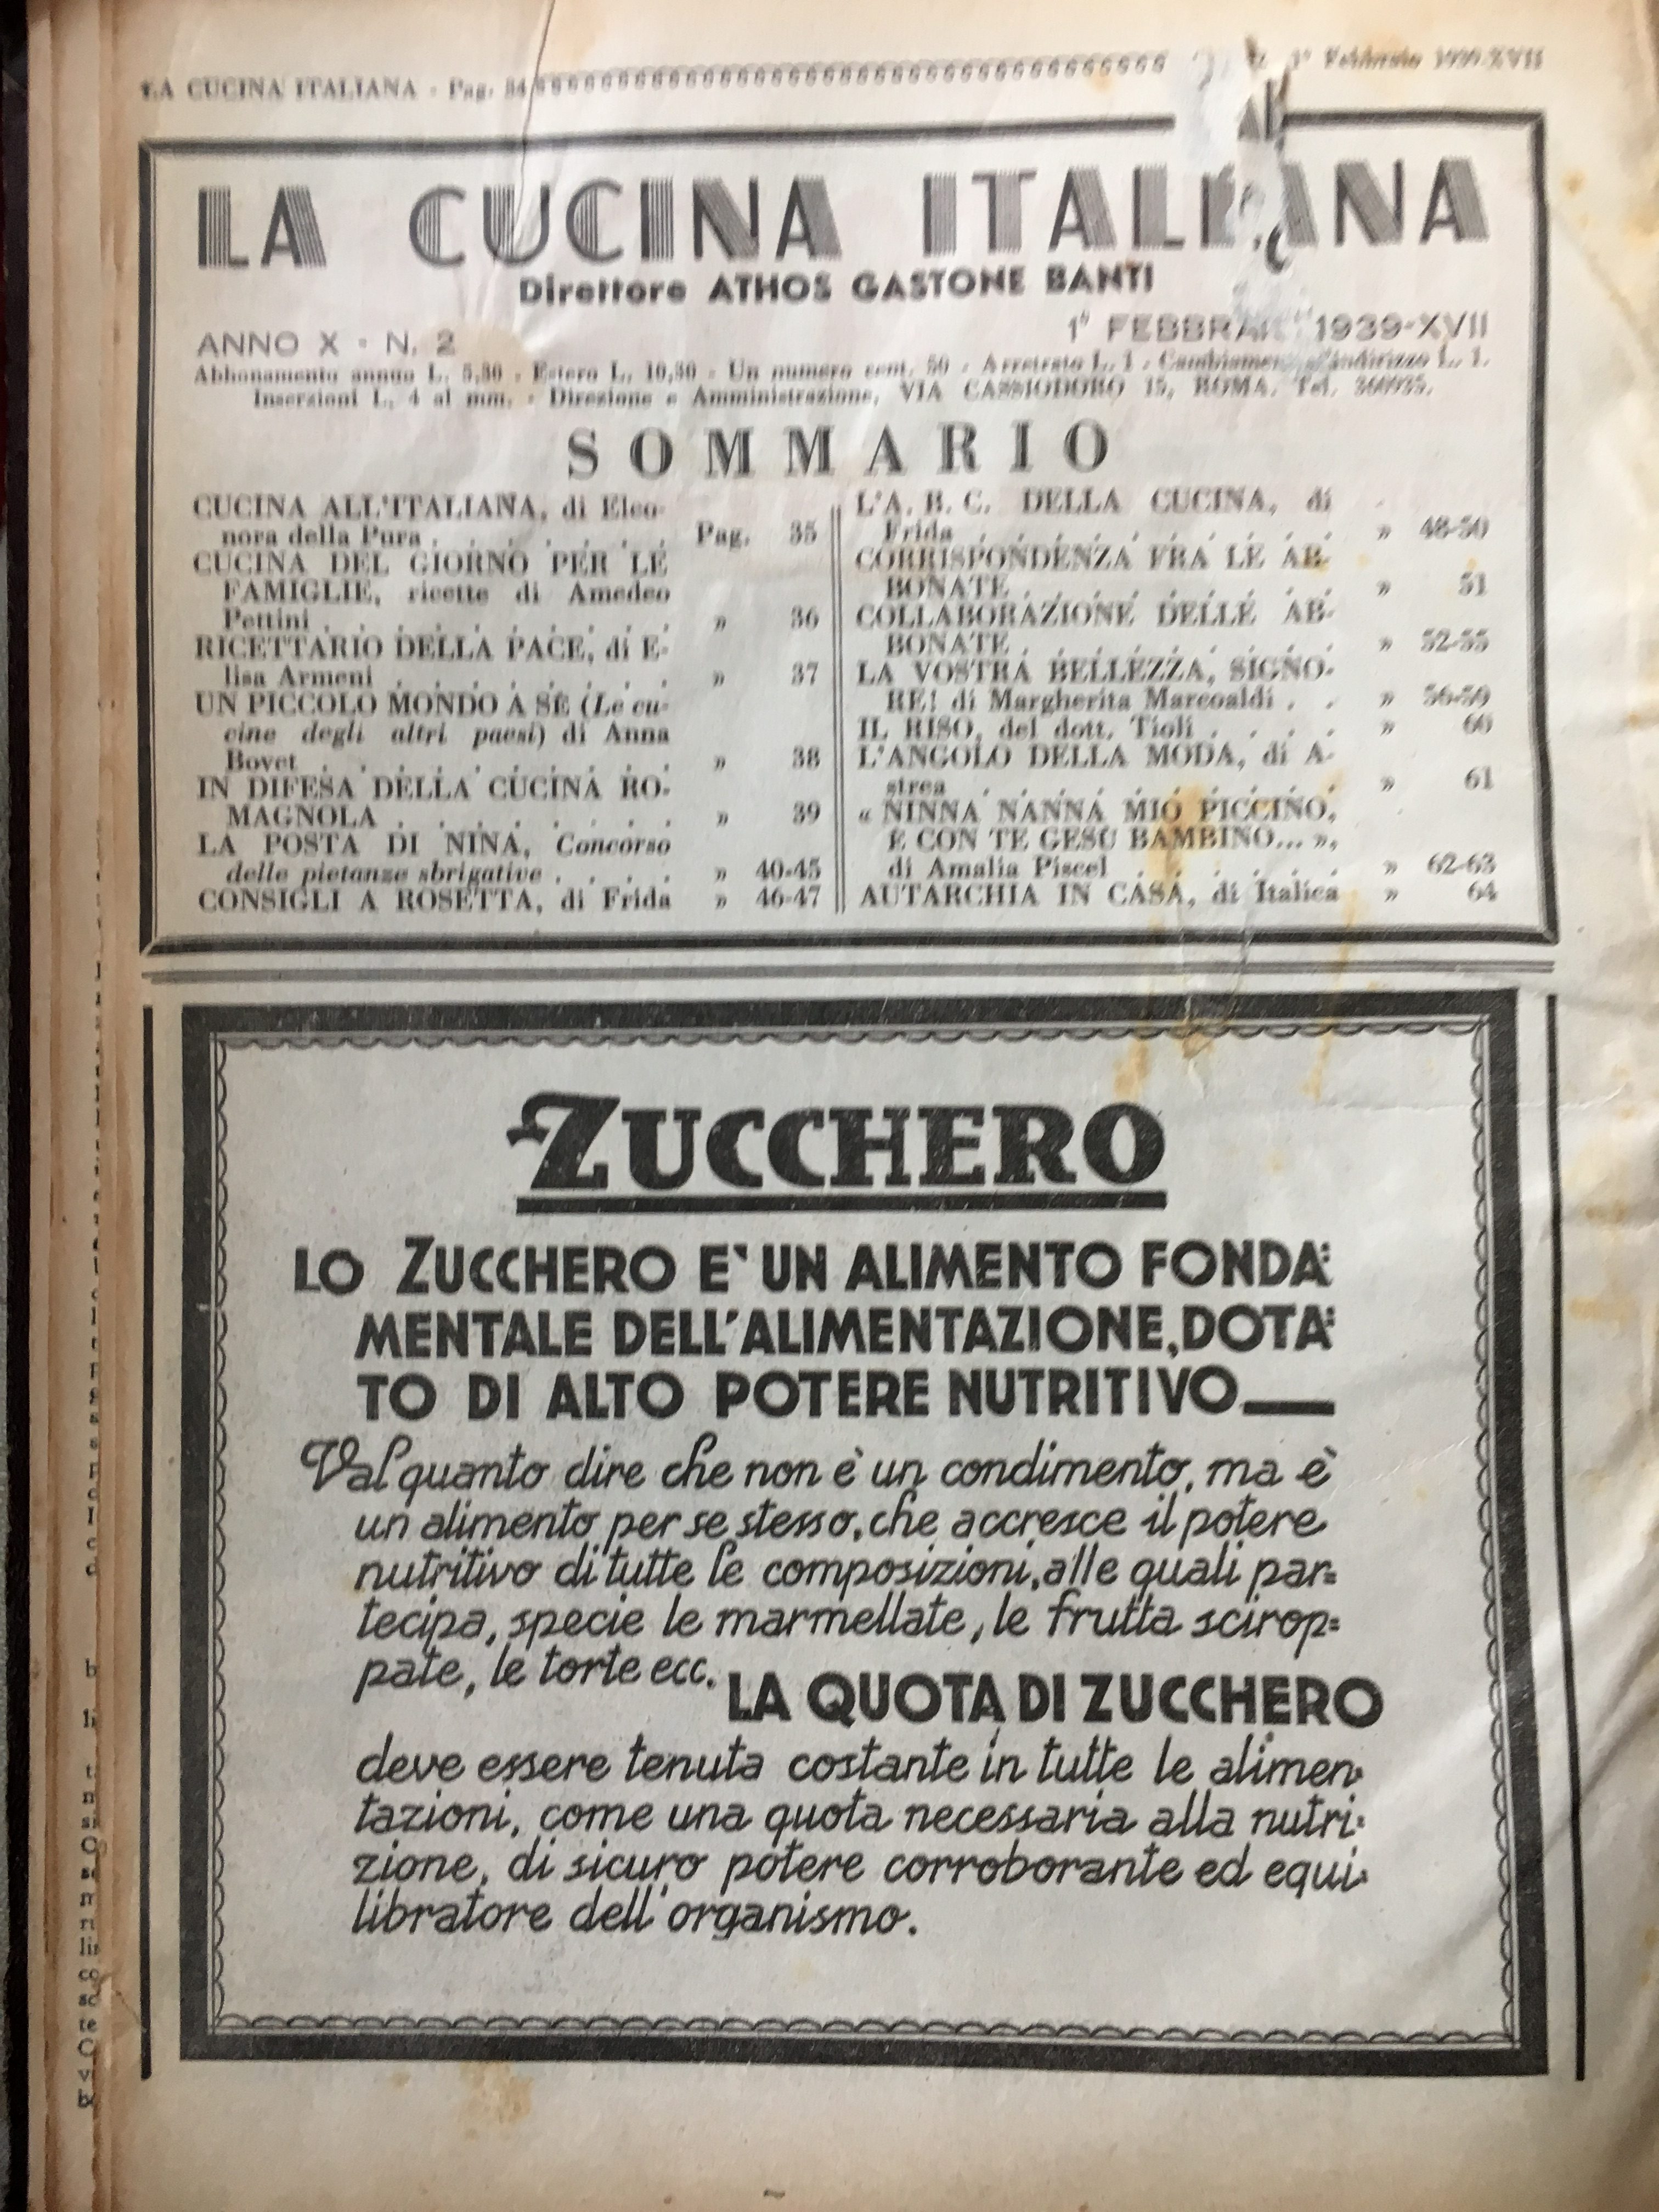 LA CUCINA ITALIANA - Pag. 34
1° Febbraio 1939-XVII
LA CUCINA ITALIANA
Direttore ATHOS GASTONE BANTI
ANNO X - N. 2
1° FEBBRAIO 1939-XVII
Abbonamento annuo L. 5,30 - Estero L. 10,30 - Un numero cent. 50 - Arretrato L. 1 - Cambiamento d'indirizzo L. 1.
Inserzioni L. 4 al mm. - Direzione e Amministrazione, VIA CASSIODORO 15, ROMA. Tel. 360935.
SOMMARIO
CUCINA ALL'ITALIANA, di Eleo-
nora della Pura . . . . . . . . Pag. 35
CUCINA DEL GIORNO PER LE
FAMIGLIE, ricette di Amedeo
Pettini . . . . . . . . . . » 36
RICETTARIO DELLA PACE, di E-
lisa Armeni . . . . . . . . . » 37
UN PICCOLO MONDO A SÈ (Le cu-
cine degli altri paesi) di Anna
Bovet . . . . . . . . . . . » 38
IN DIFESA DELLA CUCINA RO-
MAGNOLA . . . . . . . . . » 39
LA POSTA DI NINA, Concorso
delle pietanze sbrigative . . . . » 40-45
CONSIGLI A ROSETTA, di Frida » 46-47
L'A. B. C. DELLA CUCINA, di
Frida . . . . . . . . . . » 48-50
CORRISPONDENZA FRA LE AB-
BONATE . . . . . . . . . » 51
COLLABORAZIONE DELLE AB-
BONATE . . . . . . . . . » 52-55
LA VOSTRA BELLEZZA, SIGNO-
RE! di Margherita Marcoaldi . . » 56-59
IL RISO, del dott. Tioli . . . . » 60
L'ANGOLO DELLA MODA, di A-
strea . . . . . . . . . . » 61
« NINNA NANNA MIO PICCINO,
E CON TE GESÙ BAMBINO... »,
di Amalia Piscel . . . . . . » 62-63
AUTARCHIA IN CASA, di Italica » 64
ZUCCHERO
LO ZUCCHERO E' UN ALIMENTO FONDA=
MENTALE DELL'ALIMENTAZIONE, DOTA=
TO DI ALTO POTERE NUTRITIVO
Val quanto dire che non è un condimento, ma è
un alimento per se stesso, che accresce il potere
nutritivo di tutte le composizioni, alle quali par=
tecipa, specie le marmellate, le frutta scirop=
pate, le torte ecc. LA QUOTA DI ZUCCHERO
deve essere tenuta costante in tutte le alimen=
tazioni, come una quota necessaria alla nutri=
zione, di sicuro potere corroborante ed equi=
libratore dell'organismo.